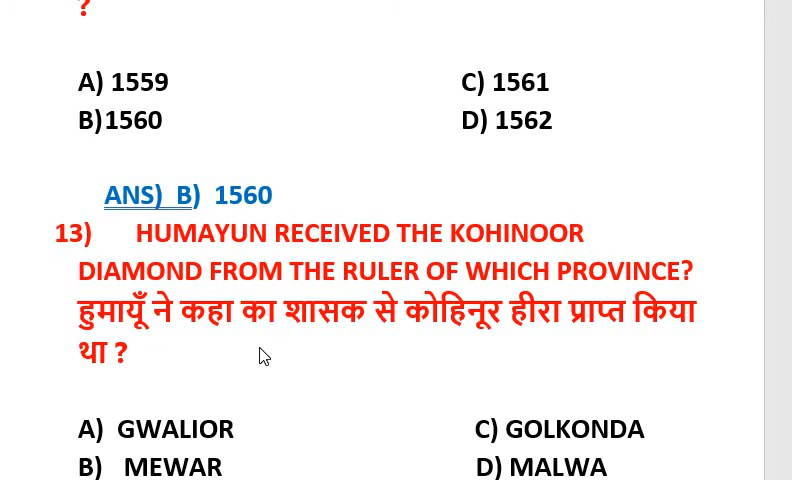 ?
A) 1559 C) 1561
B)1560 D) 1562
ANS) B) 1560
13) HUMAYUN RECEIVED THE KOHINOOR
DIAMOND FROM THE RULER OF WHICH PROVINCE?
हुमायूँ ने कहा का शासक से कोहिनूर हीरा प्राप्त किया
था ?
A) GWALIOR C) GOLKONDA
B) MEWAR D) MALWA